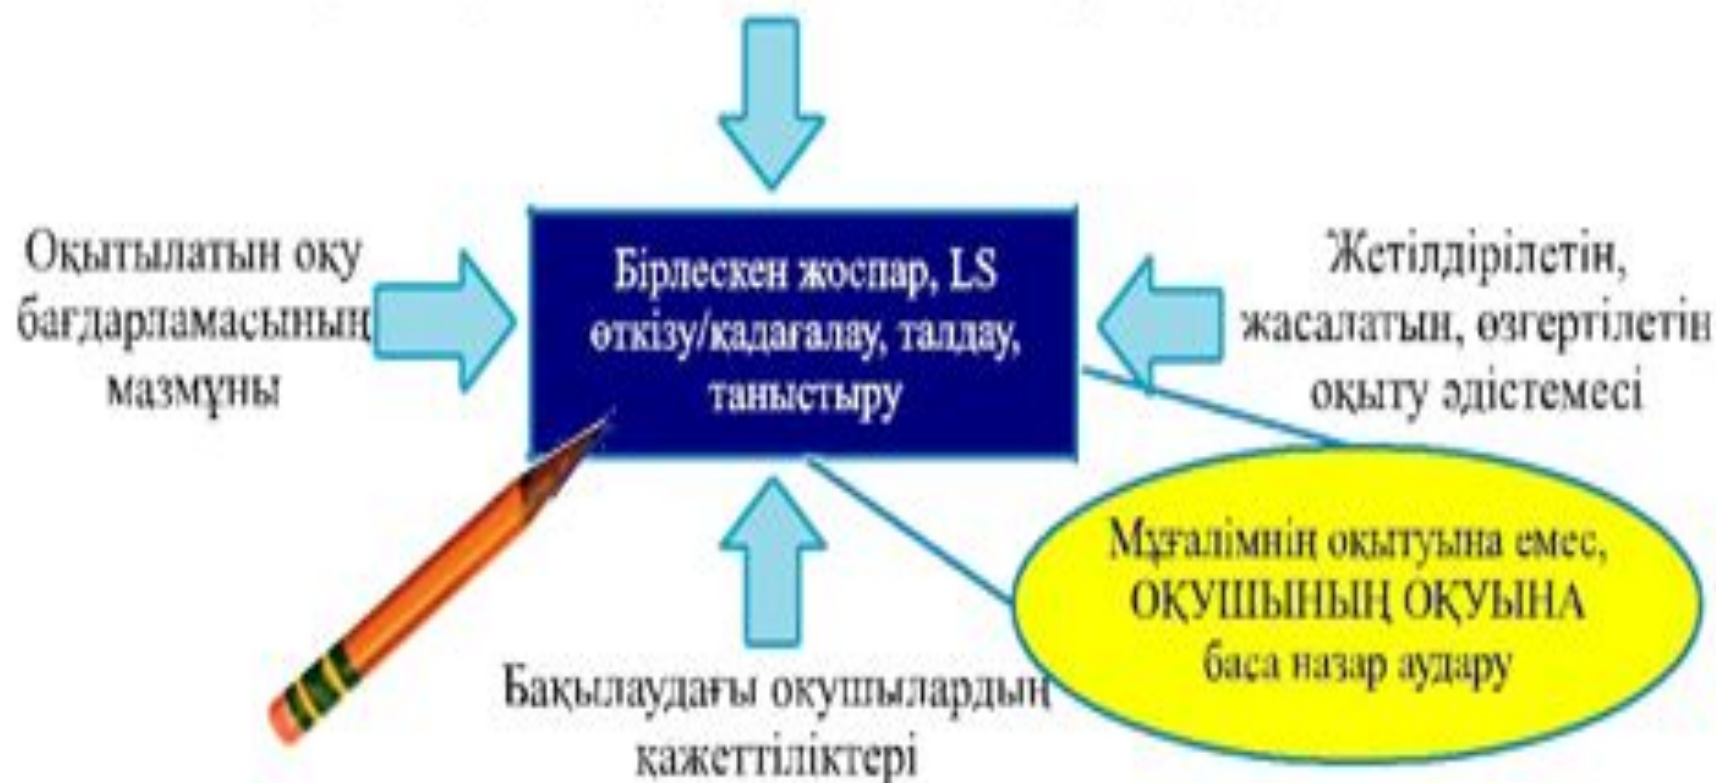 Оқытылатын оқу
бағдарламасының
мазмұны
Бірлескен жоспар, LS
өткізу/қадағалау, талдау,
таныстыру
Жетілдірілетін,
жасалатын, өзгертілетін
оқыту әдістемесі
Мұғалімнің оқытуына емес,
ОҚУШЫНЫҢ ОҚУЫНА
баса назар аудару
Бақылаудағы оқушылардың
қажеттіліктері